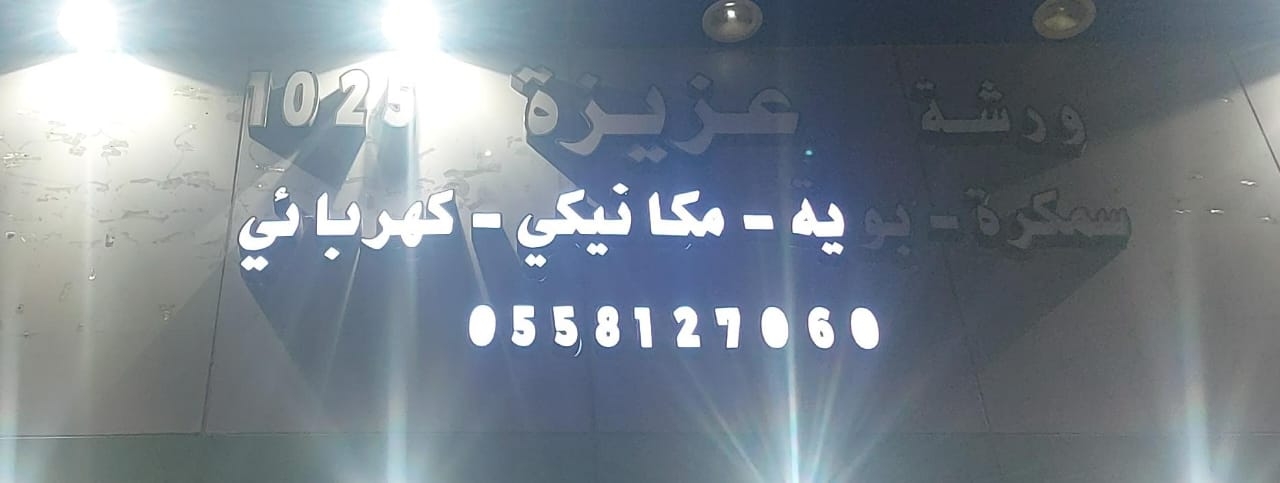 ورشة عزيزة 1025
سمكرة - بويه - مكانيكي - كهربائي
0558127060